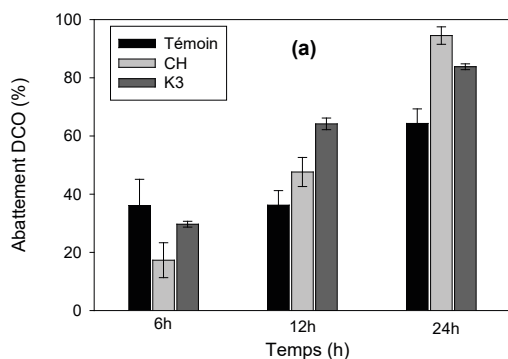 (a)
Témoin
CH
K3
Abattement DCO (%)
100
80
60
40
20
0
6h
12h
24h
Temps (h)